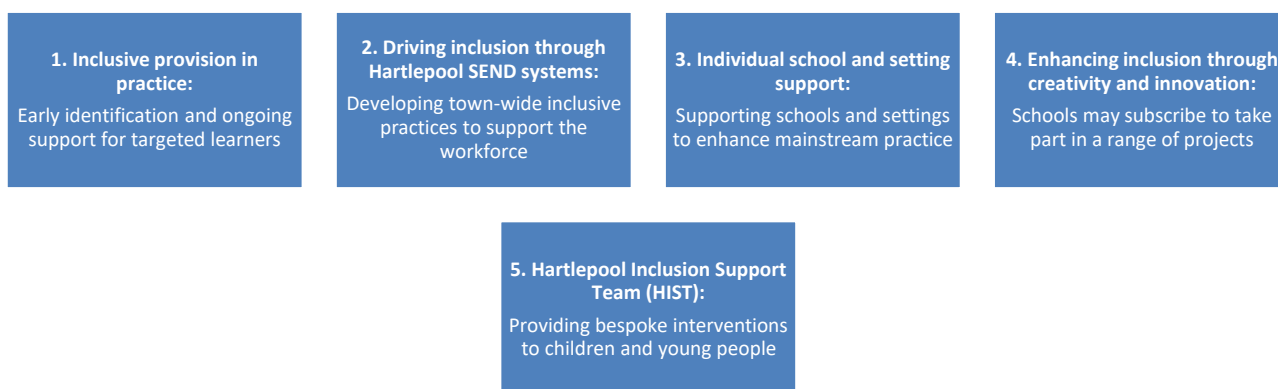 1. Inclusive provision in
practice:
Early identification and ongoing
support for targeted learners
2. Driving inclusion through
Hartlepool SEND systems:
Developing town-wide inclusive
practices to support the
workforce
3. Individual school and setting
support:
Supporting schools and settings
to enhance mainstream practice
4. Enhancing inclusion through
creativity and innovation:
Schools may subscribe to take
part in a range of projects
5. Hartlepool Inclusion Support
Team (HIST):
Providing bespoke interventions
to children and young people